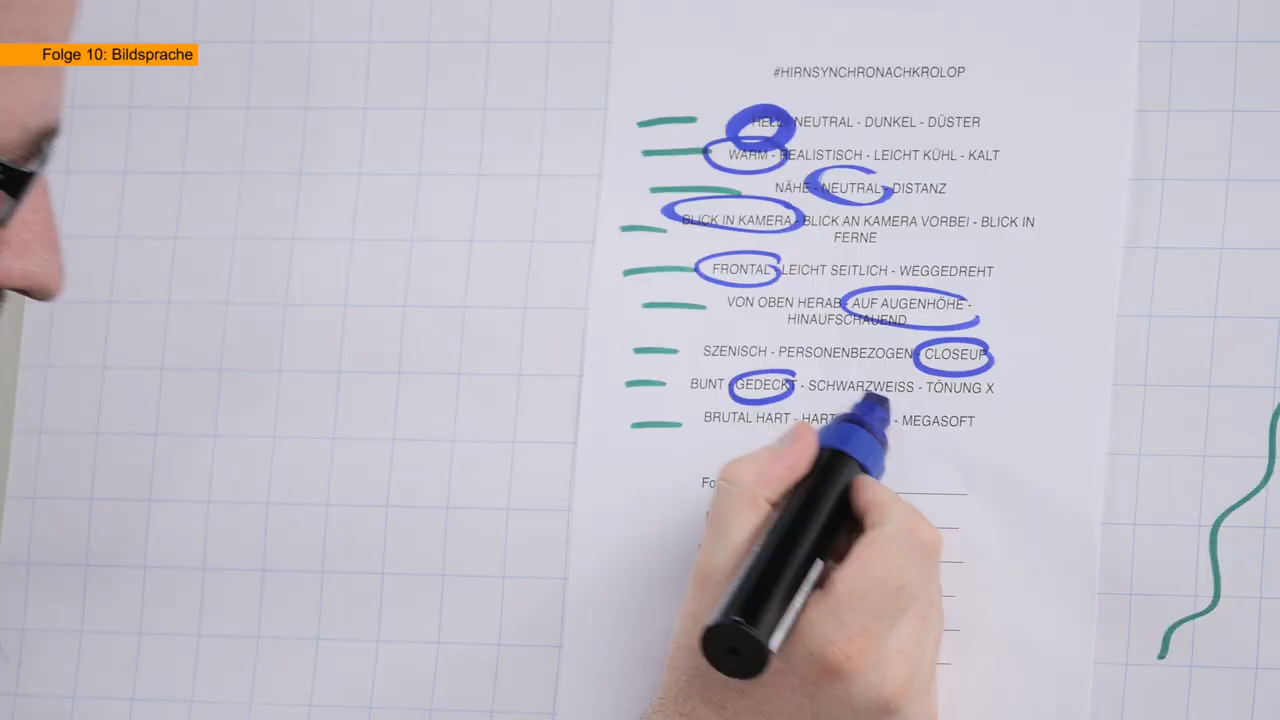 Folge 10: Bildsprache
#HIRNSYNCHRONACHKROLOP
HELL NEUTRAL - DUNKEL - DÜSTER
WARM - REALISTISCH - LEICHT KÜHL - KALT
NÄHE - NEUTRAL - DISTANZ
BLICK IN KAMERA - BLICK AN KAMERA VORBEI - BLICK IN
FERNE
FRONTAL - LEICHT SEITLICH - WEGGEDREHT
VON OBEN HERAB - AUF AUGENHÖHE -
HINAUFSCHAUEND
SZENISCH - PERSONENBEZOGEN - CLOSEUP
BUNT - GEDECKT - SCHWARZWEISS - TÖNUNG X
BRUTAL HART - HART - MEGASOFT